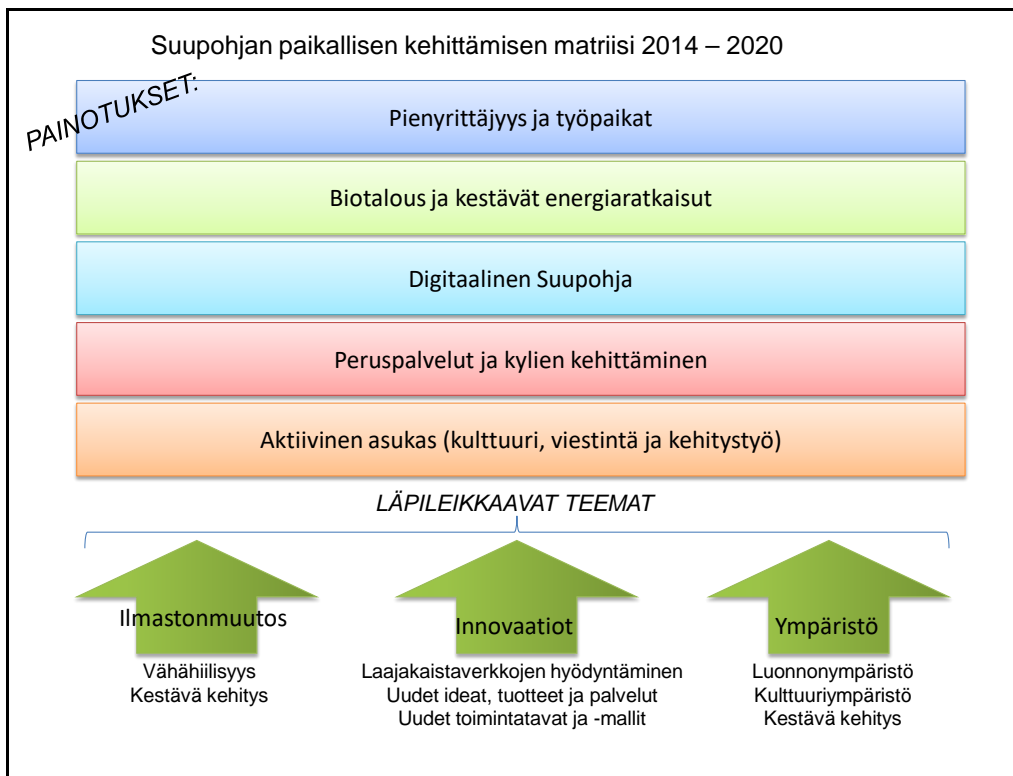 Suupohjan paikallisen kehittämisen matriisi 2014 – 2020
PAINOTUKSET:
Pienyrittäjyys ja työpaikat
Biotalous ja kestävät energiaratkaisut
Digitaalinen Suupohja
Peruspalvelut ja kylien kehittäminen
Aktiivinen asukas (kulttuuri, viestintä ja kehitystyö)
LÄPILEIKKAAVAT TEEMAT
Ilmastonmuutos
Vähähiilisyys
Kestävä kehitys
Innovaatiot
Laajakaistaverkkojen hyödyntäminen
Uudet ideat, tuotteet ja palvelut
Uudet toimintatavat ja -mallit
Ympäristö
Luonnonympäristö
Kulttuuriympäristö
Kestävä kehitys